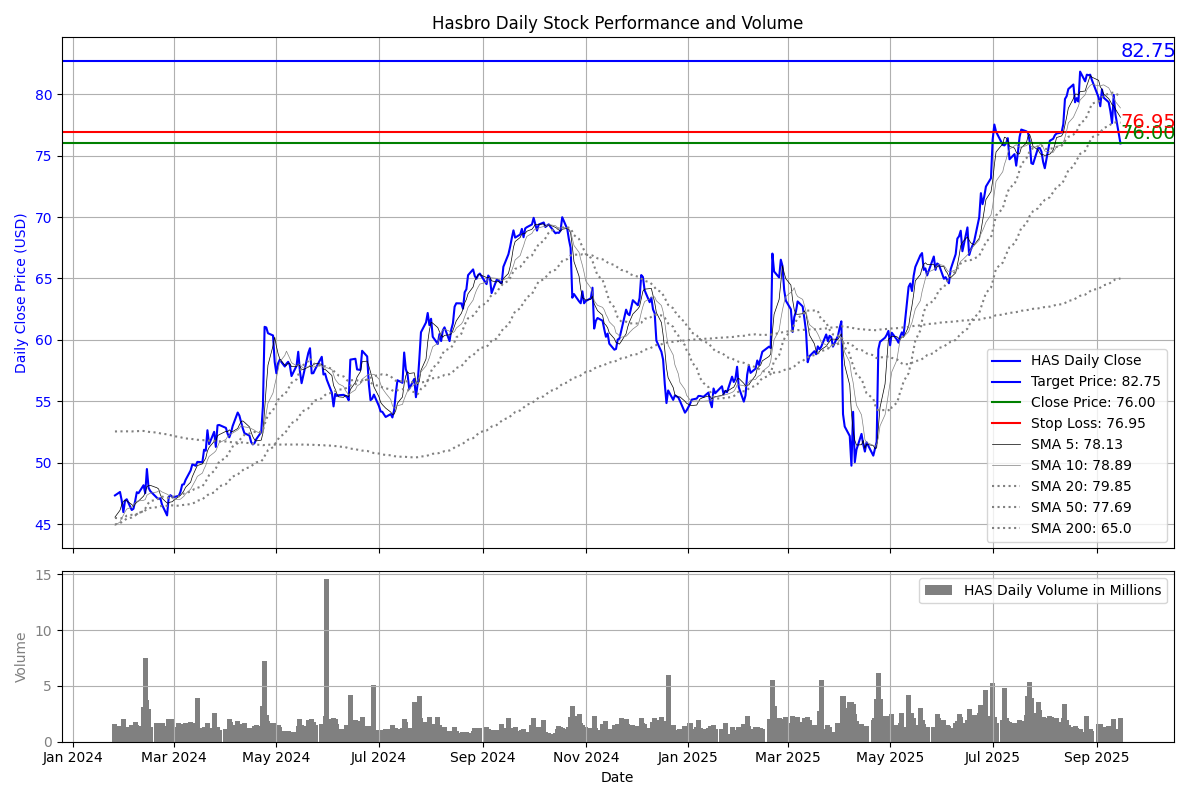 Hasbro Daily Stock Performance and Volume
82.75
80
76.95
76.00
75
70
65
60
55
50
45
Daily Close Price (USD)
HAS Daily Close
Target Price: 82.75
Close Price: 76.00
Stop Loss: 76.95
SMA 5: 78.13
SMA 10: 78.89
SMA 20: 79.85
SMA 50: 77.69
SMA 200: 65.0
15
10
5
0
Volume
HAS Daily Volume in Millions
Jan 2024 Mar 2024 May 2024 Jul 2024 Sep 2024 Nov 2024 Jan 2025 Mar 2025 May 2025 Jul 2025 Sep 2025
Date